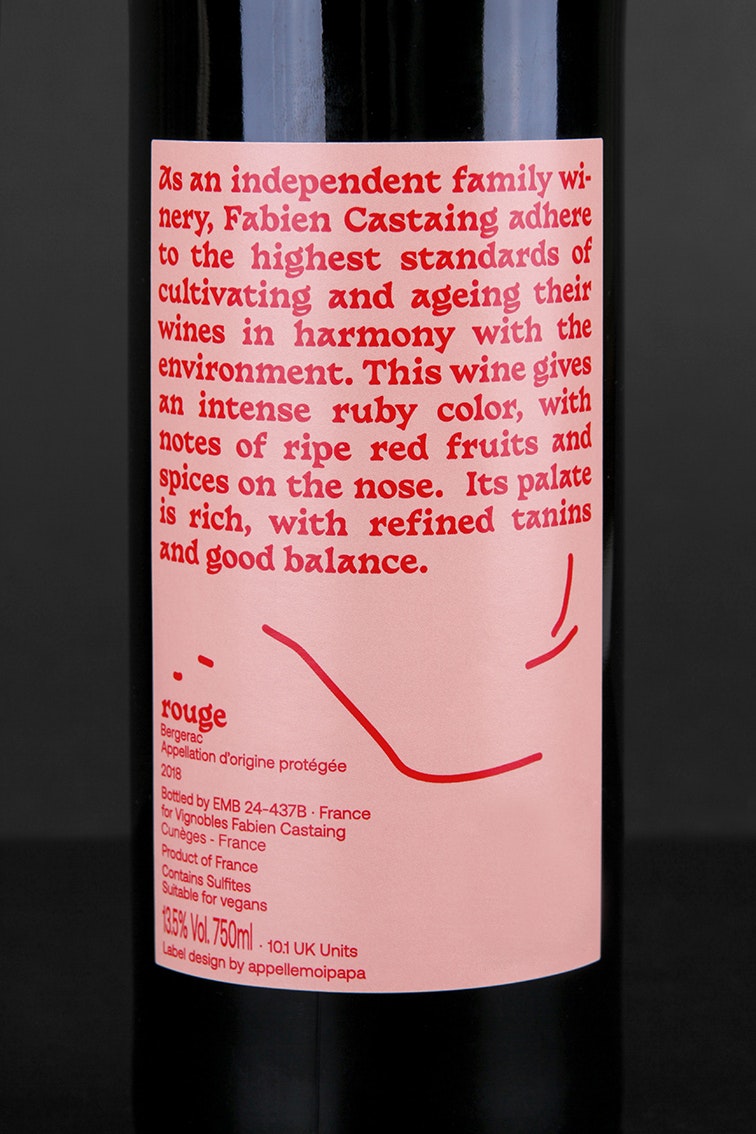 As an independent family wi-
nery, Fabien Castaing adhere
to the highest standards of
cultivating and ageing their
wines in harmony with the
environment. This wine gives
an intense ruby color, with
notes of ripe red fruits and
spices on the nose. Its palate
is rich, with refined tanins
and good balance.
rouge
Bergerac
Appellation d'origine protégée
2018
Bottled by EMB 24-437B · France
for Vignobles Fabien Castaing
Cunèges - France
Product of France
Contains Sulfites
Suitable for vegans
13.5% Vol. 750ml · 10.1 UK Units
Label design by appellemoipapa